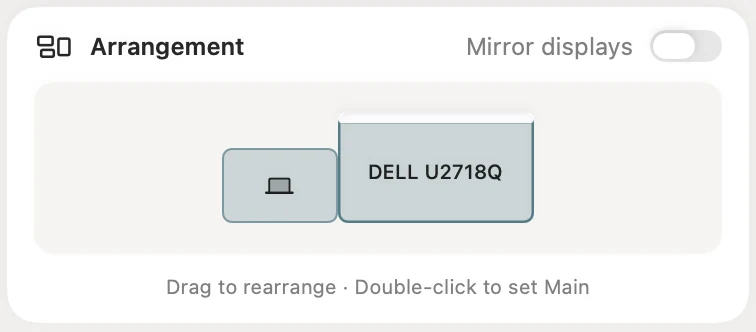 Arrangement Mirror displays
DELL U2718Q
Drag to rearrange · Double-click to set Main